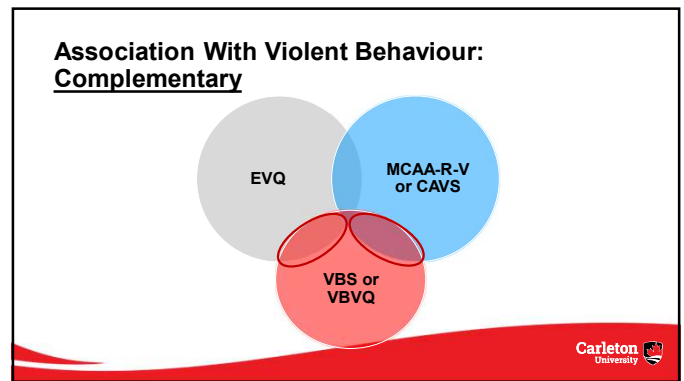 Association With Violent Behaviour:
Complementary
EVQ
MCAA-R-V
or CAVS
VBS or
VBVQ
Carleton
University